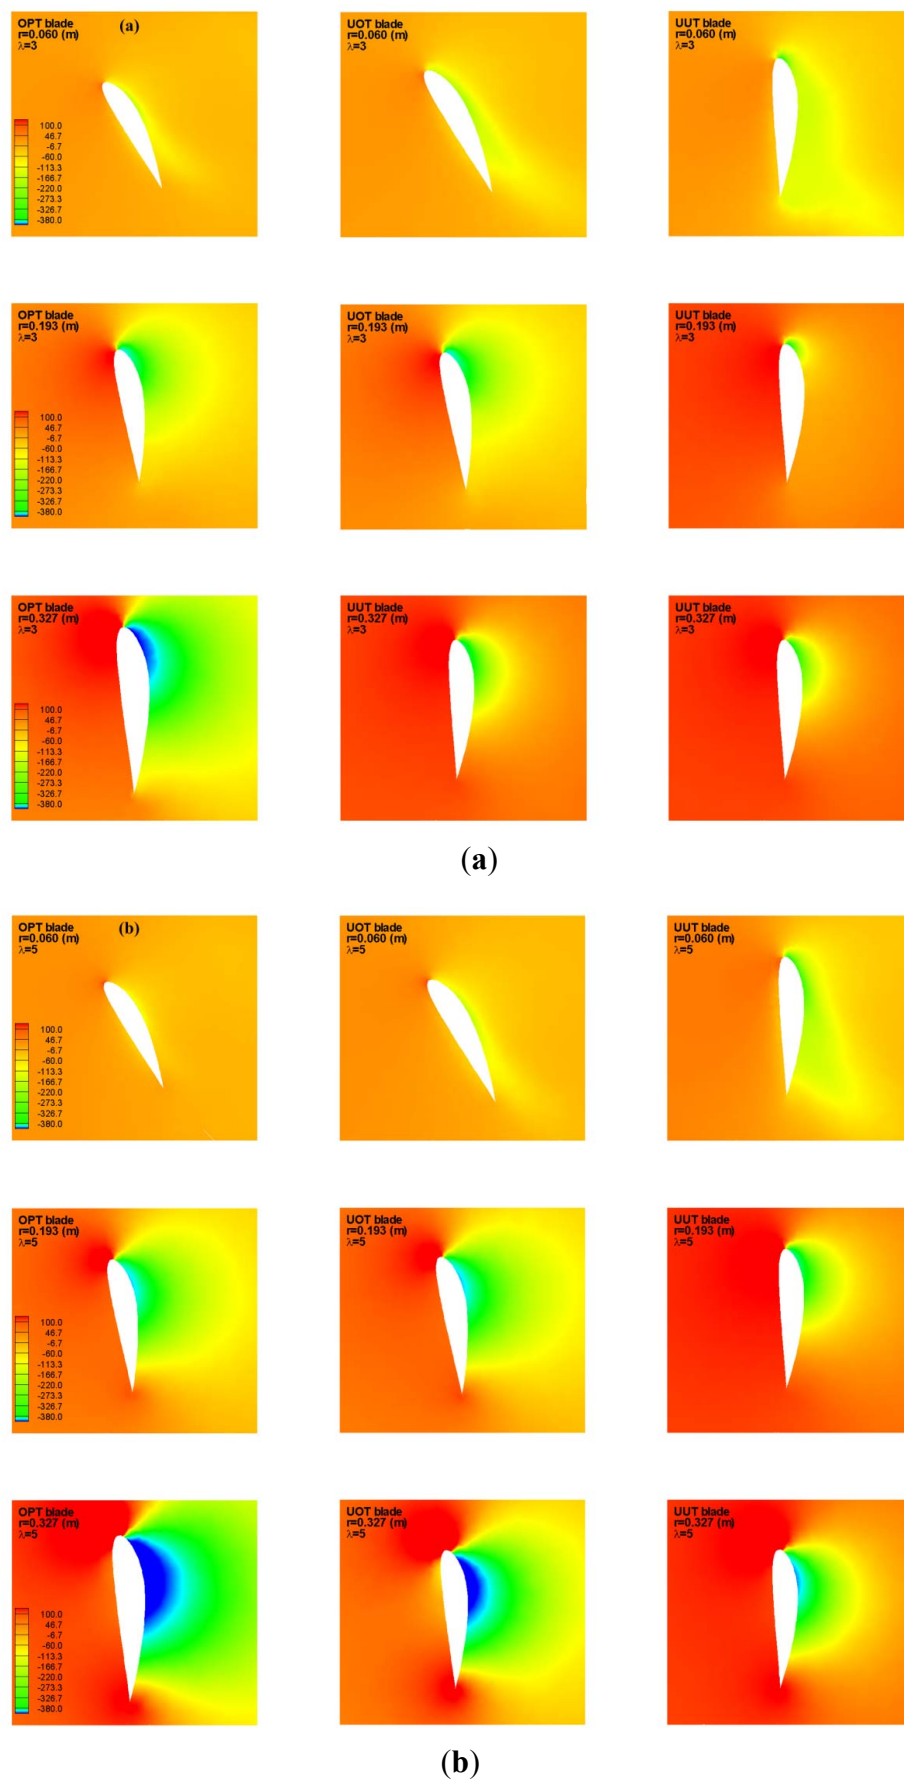 OPT blade
r=0.060 (m)
λ=3
(a)
100.0
46.7
-6.7
-60.0
-113.3
-166.7
-220.0
-273.3
-326.7
-380.0
UOT blade
r=0.060 (m)
λ=3
UUT blade
r=0.060 (m)
λ=3
OPT blade
r=0.193 (m)
λ=3
100.0
46.7
-6.7
-60.0
-113.3
-166.7
-220.0
-273.3
-326.7
-380.0
UOT blade
r=0.193 (m)
λ=3
UUT blade
r=0.193 (m)
λ=3
OPT blade
r=0.327 (m)
λ=3
100.0
46.7
-6.7
-60.0
-113.3
-166.7
-220.0
-273.3
-326.7
-380.0
UUT blade
r=0.327 (m)
λ=3
UUT blade
r=0.327 (m)
λ=3
(a)
OPT blade
r=0.060 (m)
λ=5
(b)
100.0
46.7
-6.7
-60.0
-113.3
-166.7
-220.0
-273.3
-326.7
-380.0
UOT blade
r=0.060 (m)
λ=5
UUT blade
r=0.060 (m)
λ=5
OPT blade
r=0.193 (m)
λ=5
100.0
46.7
-6.7
-60.0
-113.3
-166.7
-220.0
-273.3
-326.7
-380.0
UOT blade
r=0.193 (m)
λ=5
UUT blade
r=0.193 (m)
λ=5
OPT blade
r=0.327 (m)
λ=5
100.0
46.7
-6.7
-60.0
-113.3
-166.7
-220.0
-273.3
-326.7
-380.0
UOT blade
r=0.327 (m)
λ=5
UUT blade
r=0.327 (m)
λ=5
(b)